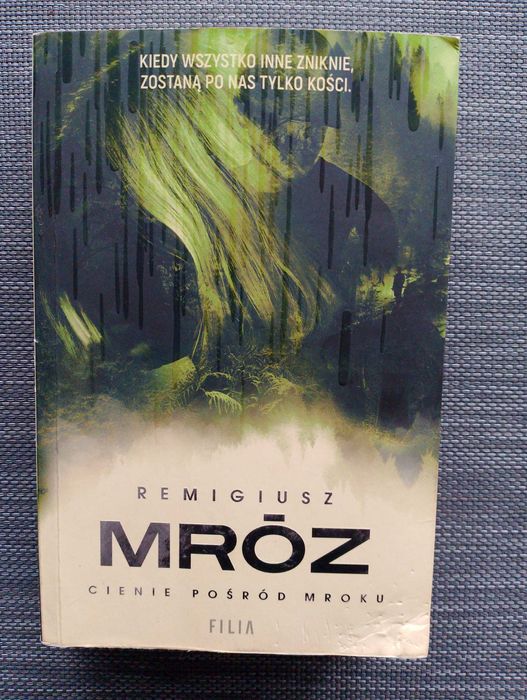 KIEDY WSZYSTKO INNE ZNIKNIE,
ZOSTANĄ PO NAS TYLKO KOŚCI.
REMIGIUSZ
MRÓZ
CIENIE POŚRÓD MROKU
FILIA